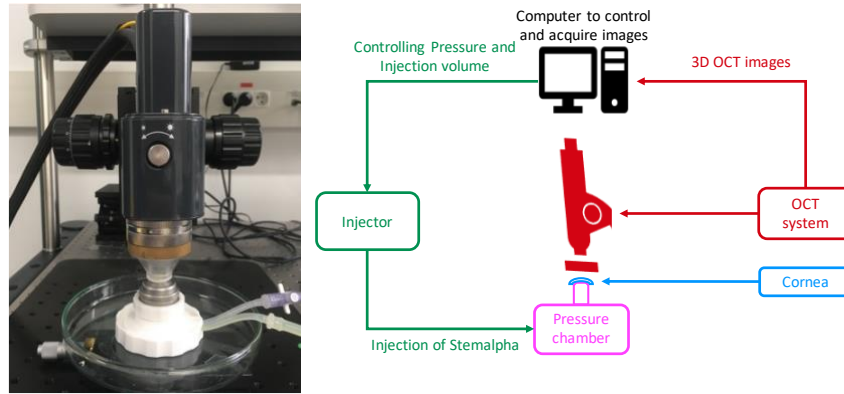 Computer to control
and acquire images
Controlling Pressure and
Injection volume
3D OCT images
Injector
OCT
system
Cornea
Pressure
chamber
Injection of Stemalpha